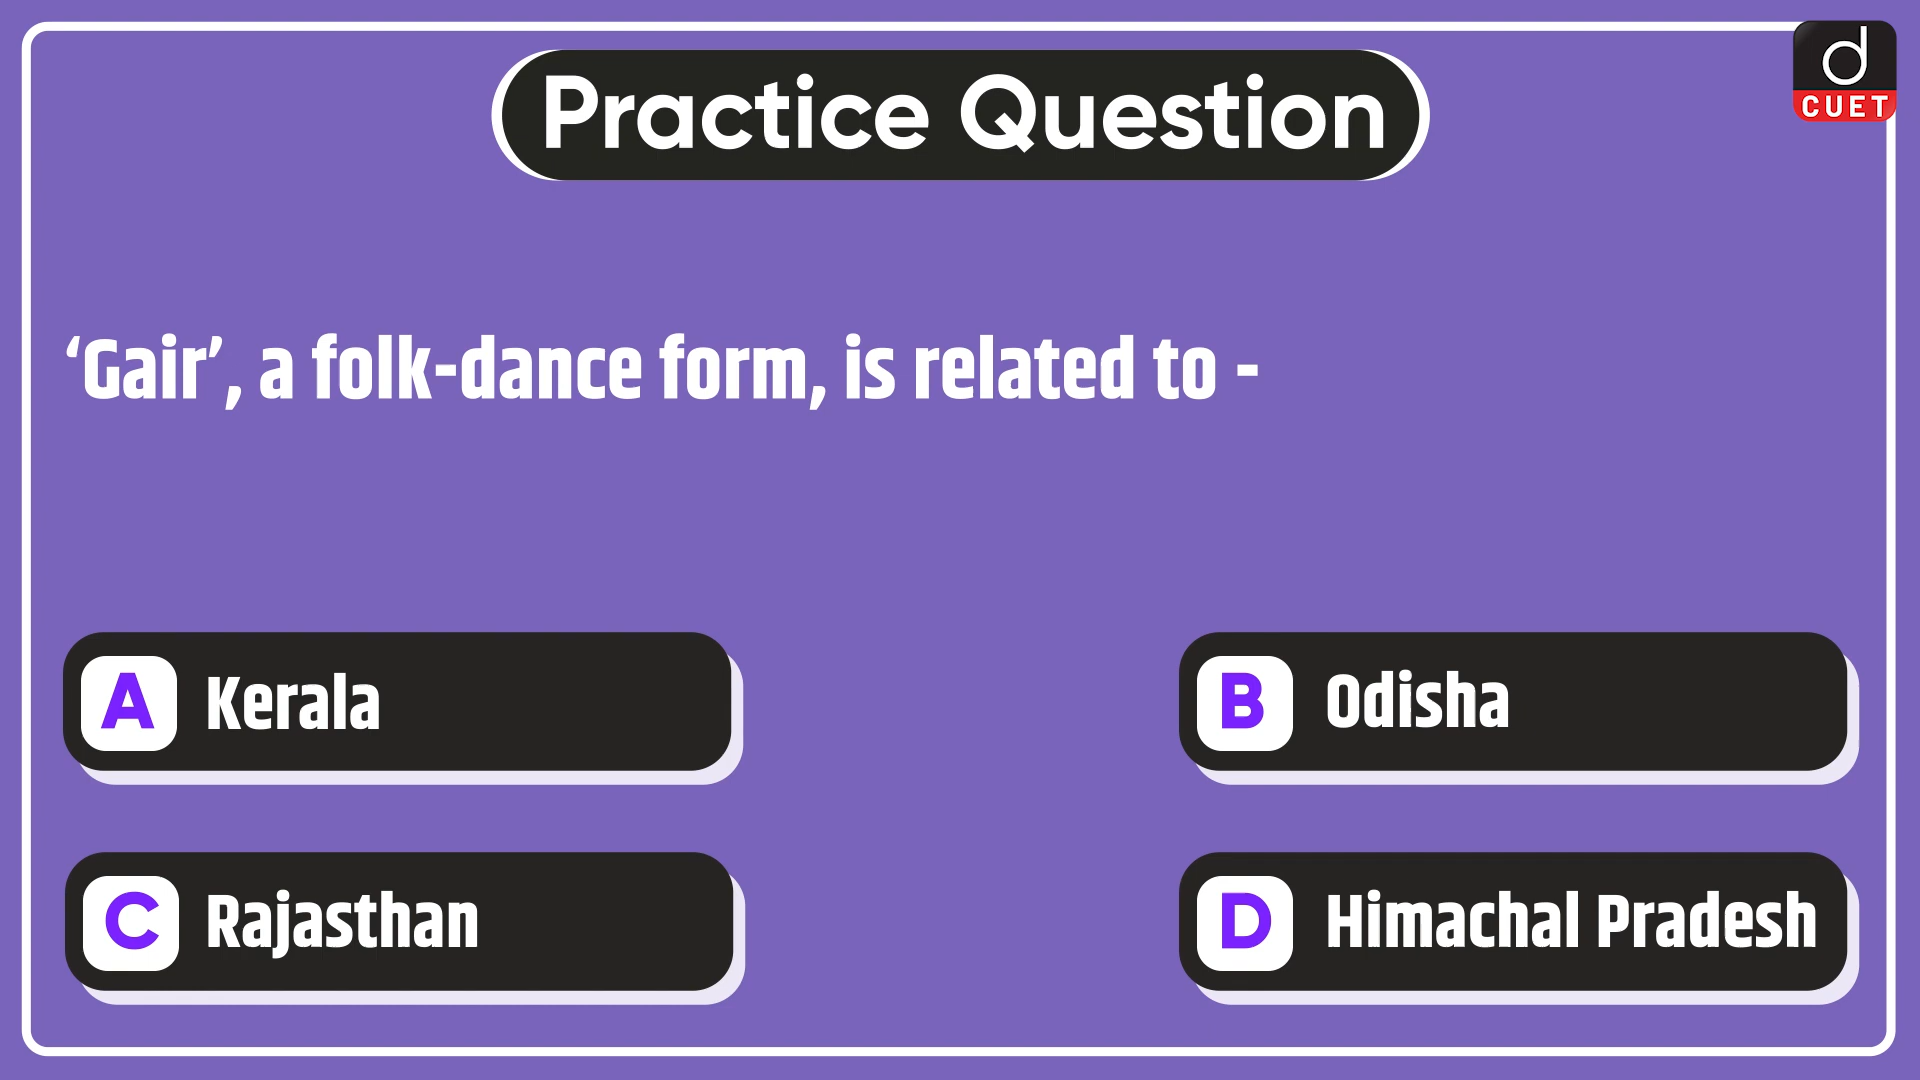 Practice Question
d
CUET
‘Gair’, a folk-dance form, is related to -
A Kerala
B Odisha
C Rajasthan
D Himachal Pradesh